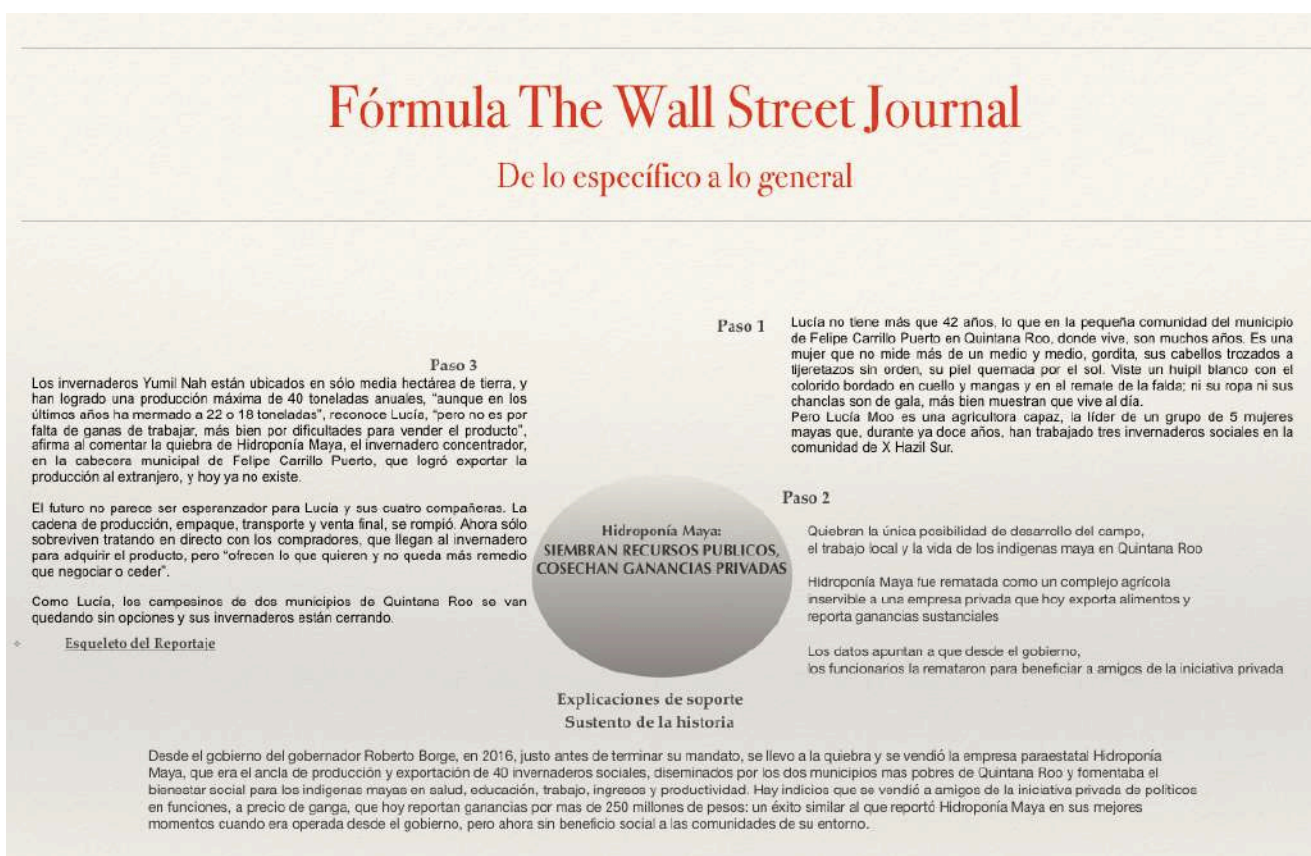 Fórmula The Wall Street Journal
De lo específico a lo general
Paso 1
Lucía no tiene más que 42 años, lo que en la pequeña comunidad del municipio
de Felipe Carrillo Puerto en Quintana Roo, donde vive, son muchos años. Es una
mujer que no mide más de un medio y medio, gordita, sus cabellos trozados a
tijeretazos sin orden, su piel quemada por el sol. Viste un huipil blanco con el
colorido bordado en cuello y mangas y en el remate de la falda; ni su ropa ni sus
chanclas son de gala, más bien muestran que vive al día.
Pero Lucía Moo es una agricultora capaz, la líder de un grupo de 5 mujeres
mayas que, durante ya doce años, han trabajado tres invernaderos sociales en la
comunidad de X Hazil Sur.
Paso 2
Quiebran la única posibilidad de desarrollo del campo,
el trabajo local y la vida de los indígenas maya en Quintana Roo
Hidroponía Maya fue rematada como un complejo agrícola
inservible a una empresa privada que hoy exporta alimentos y
reporta ganancias sustanciales
Los datos apuntan a que desde el gobierno,
los funcionarios la remataron para beneficiar a amigos de la iniciativa privada
Paso 3
Los invernaderos Yumil Nah están ubicados en sólo media hectárea de tierra, y
han logrado una producción máxima de 40 toneladas anuales, "aunque en los
últimos años ha mermado a 22 o 18 toneladas", reconoce Lucía, "pero no es por
falta de ganas de trabajar, más bien por dificultades para vender el producto",
afirma al comentar la quiebra de Hidroponía Maya, el invernadero concentrador,
en la cabecera municipal de Felipe Carrillo Puerto, que logró exportar la
producción al extranjero, y hoy ya no existe.
El futuro no parece ser esperanzador para Lucía y sus cuatro compañeras. La
cadena de producción, empaque, transporte y venta final, se rompió. Ahora sólo
sobreviven tratando en directo con los compradores, que llegan al invernadero
para adquirir el producto, pero "ofrecen lo que quieren y no queda más remedio
que negociar o ceder".
Como Lucía, los campesinos de dos municipios de Quintana Roo se van
quedando sin opciones y sus invernaderos están cerrando.
Esqueleto del Reportaje
Hidroponía Maya:
SIEMBRAN RECURSOS PUBLICOS,
COSECHAN GANANCIAS PRIVADAS
Explicaciones de soporte
Sustento de la historia
Desde el gobierno del gobernador Roberto Borge, en 2016, justo antes de terminar su mandato, se llevo a la quiebra y se vendió la empresa paraestatal Hidroponía
Maya, que era el ancla de producción y exportación de 40 invernaderos sociales, diseminados por los dos municipios mas pobres de Quintana Roo y fomentaba el
bienestar social para los indígenas mayas en salud, educación, trabajo, ingresos y productividad. Hay indicios que se vendió a amigos de la iniciativa privada de políticos
en funciones, a precio de ganga, que hoy reportan ganancias por mas de 250 millones de pesos: un éxito similar al que reportó Hidroponía Maya en sus mejores
momentos cuando era operada desde el gobierno, pero ahora sin beneficio social a las comunidades de su entorno.